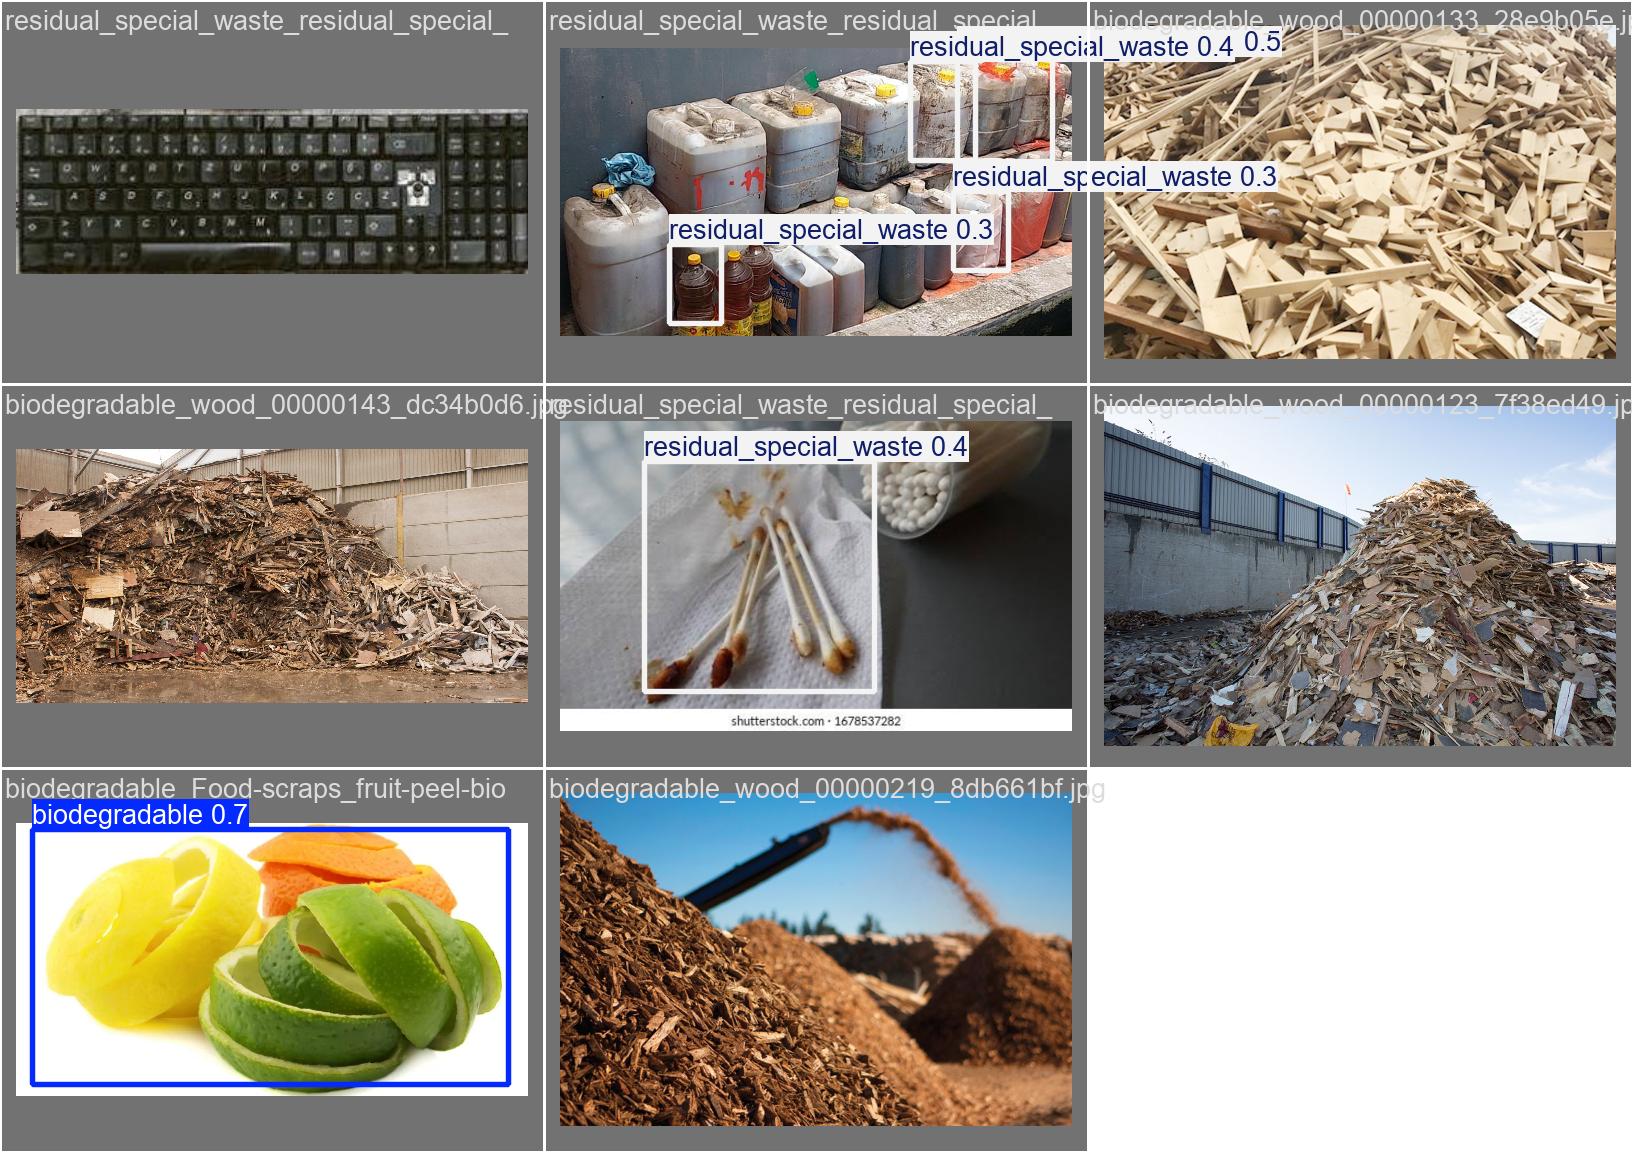 residual_special_waste_residual_special_
residual_special_waste_residual_special_
biodegradable_wood_00000133_28e9b05e.jp
residual_special_waste 0.4
0.5
residual_special_waste 0.3
residual_special_waste 0.3
Q W E R U I O P
A S D F G H J K L
Y X C V B N M
biodegradable_wood_00000143_dc34b0d6.jpg
residual_special_waste_residual_special_
biodegradable_wood_00000123_7f38ed49.jp
residual_special_waste 0.4
shutterstock.com · 1678537282
biodegradable_Food-scraps_fruit-peel-bio
biodegradable 0.7
biodegradable_wood_00000219_8db661bf.jpg